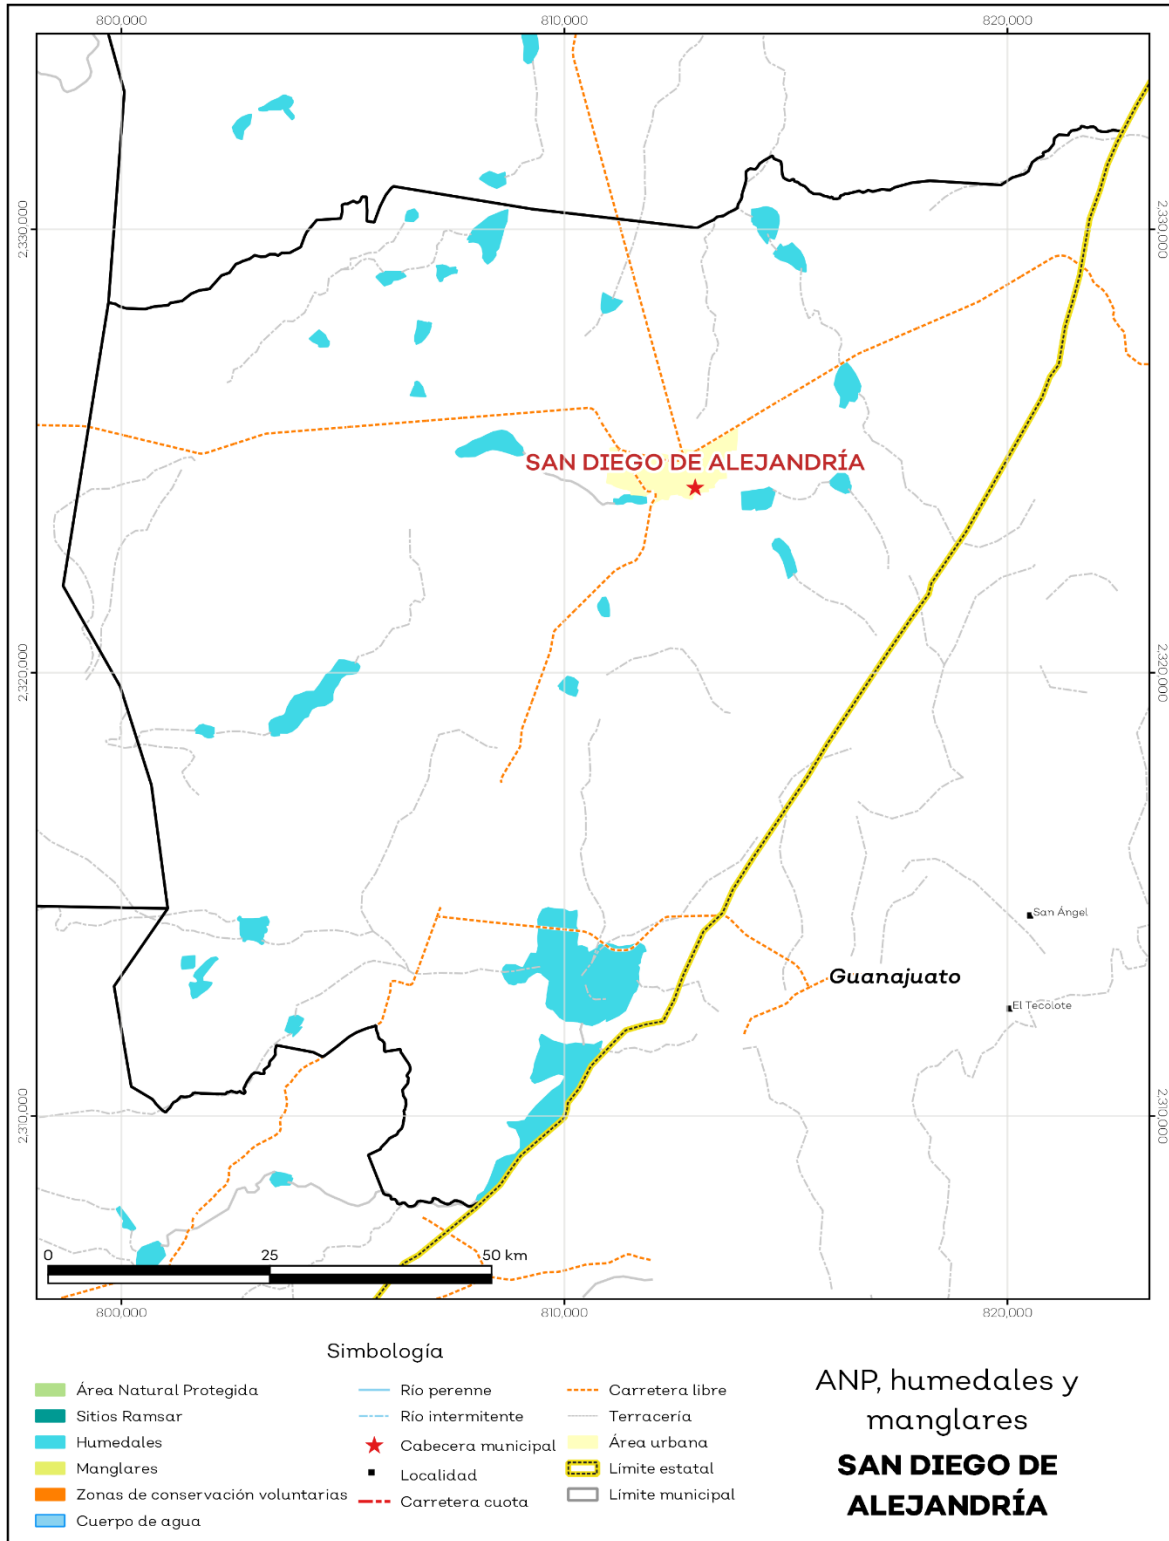 800,000
810,000
820,000
2,330,000
2,330,000
SAN DIEGO DE ALEJANDRÍA
2,320,000
2,320,000
San Ángel
Guanajuato
El Tecolote
2,310,000
2,310,000
0 25 50 km
800,000
810,000
820,000
Simbología
Área Natural Protegida
Sitios Ramsar
Humedales
Manglares
Zonas de conservación voluntarias
Cuerpo de agua
Río perenne
Río intermitente
Cabecera municipal
Localidad
Carretera cuota
Carretera libre
Terracería
Área urbana
Límite estatal
Límite municipal
ANP, humedales y
manglares
SAN DIEGO DE
ALEJANDRÍA